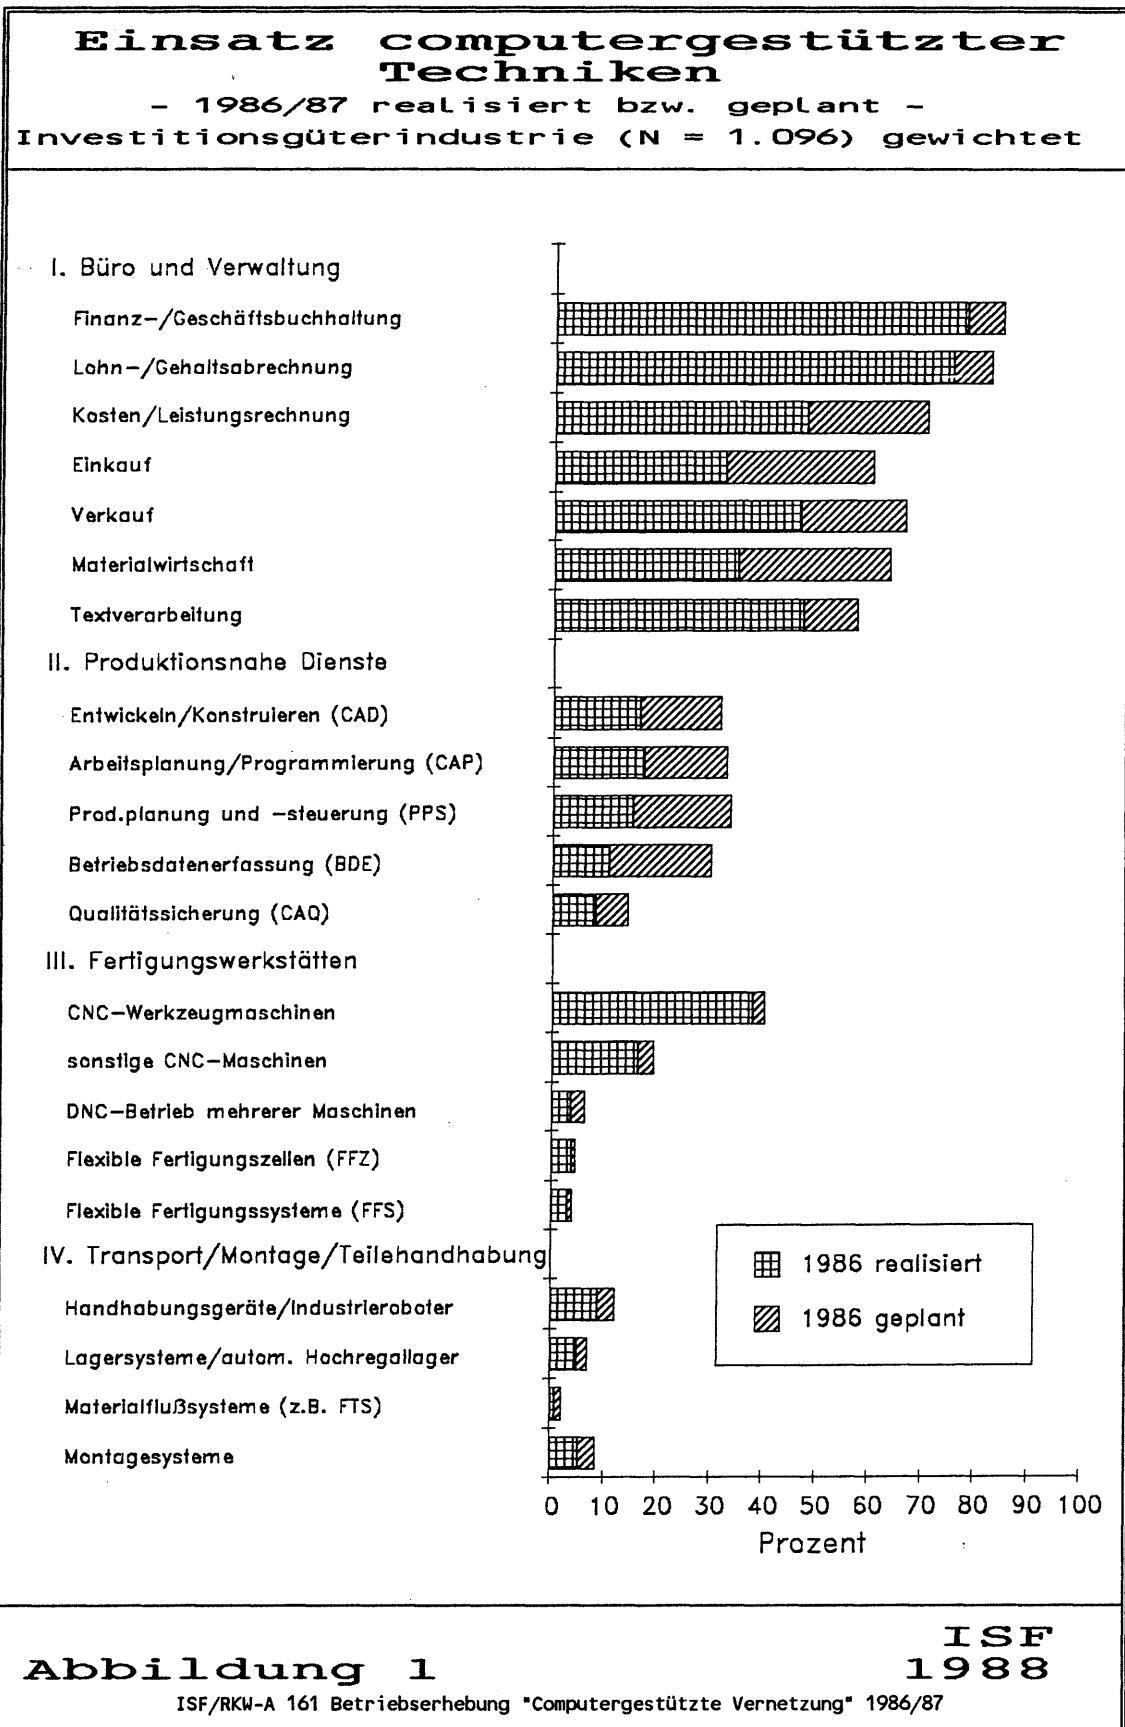 Einsatz computergestützter
Techniken
- 1986/87 realisiert bzw. geplant -
Investitionsgüterindustrie (N = 1.096) gewichtet
I. Büro und Verwaltung
Finanz-/Geschäftsbuchhaltung
Lohn-/Gehaltsabrechnung
Kosten/Leistungsrechnung
Einkauf
Verkauf
Materialwirtschaft
Textverarbeitung
II. Produktionsnahe Dienste
Entwickeln/Konstruieren (CAD)
Arbeitsplanung/Programmierung (CAP)
Prod.planung und -steuerung (PPS)
Betriebsdatenerfassung (BDE)
Qualitätssicherung (CAQ)
III. Fertigungswerkstätten
CNC-Werkzeugmaschinen
sonstige CNC-Maschinen
DNC-Betrieb mehrerer Maschinen
Flexible Fertigungszellen (FFZ)
Flexible Fertigungssysteme (FFS)
IV. Transport/Montage/Teilehandhabung
Handhabungsgeräte/Industrieroboter
Lagersysteme/autom. Hochregallager
Materialflußsysteme (z.B. FTS)
Montagesysteme
1986 realisiert
1986 geplant
0 10 20 30 40 50 60 70 80 90 100
Prozent
ISF
Abbildung 1 1988
ISF/RKW-A 161 Betriebserhebung "Computergestützte Vernetzung" 1986/87